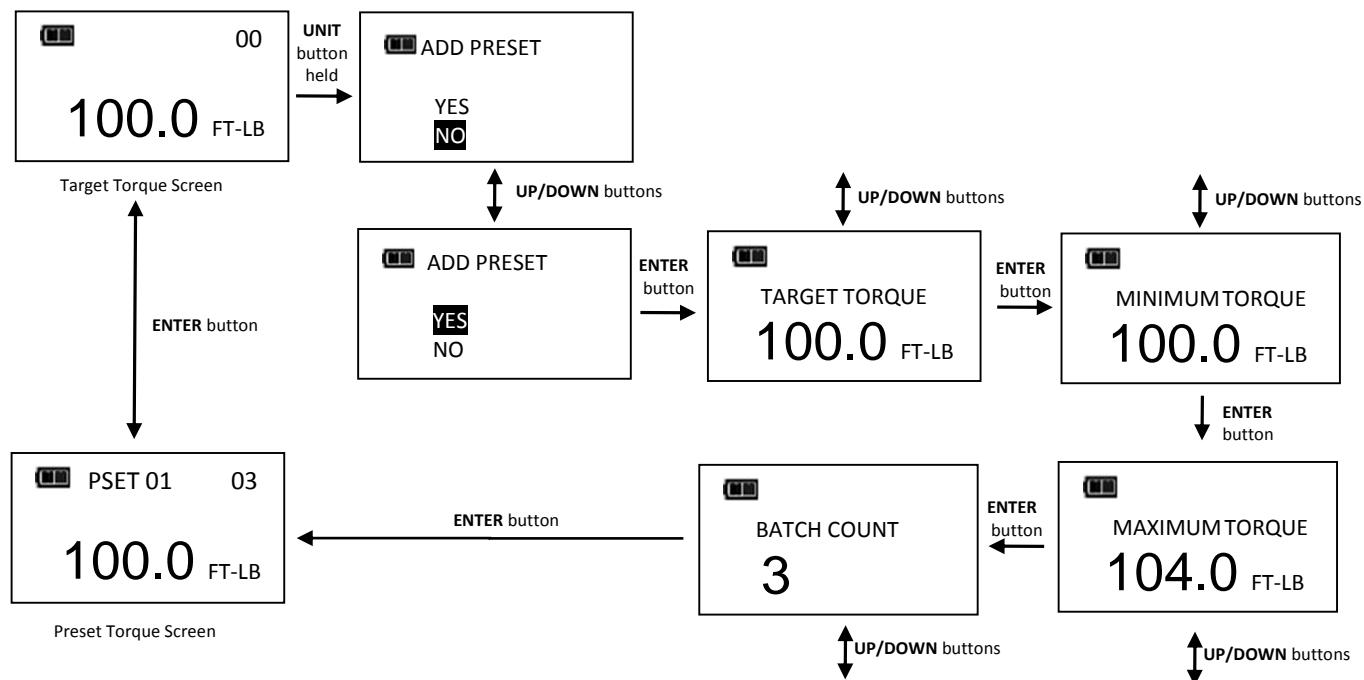 00
100.0 FT-LB
Target Torque Screen
UNIT
button
held
ADD PRESET
YES
NO
UP/DOWN buttons
ADD PRESET
YES
NO
ENTER
button
UP/DOWN buttons
TARGET TORQUE
100.0 FT-LB
ENTER
button
UP/DOWN buttons
MINIMUM TORQUE
100.0 FT-LB
ENTER
button
MAXIMUM TORQUE
104.0 FT-LB
UP/DOWN buttons
ENTER
button
BATCH COUNT
3
UP/DOWN buttons
ENTER button
PSET 01 03
100.0 FT-LB
Preset Torque Screen
ENTER button